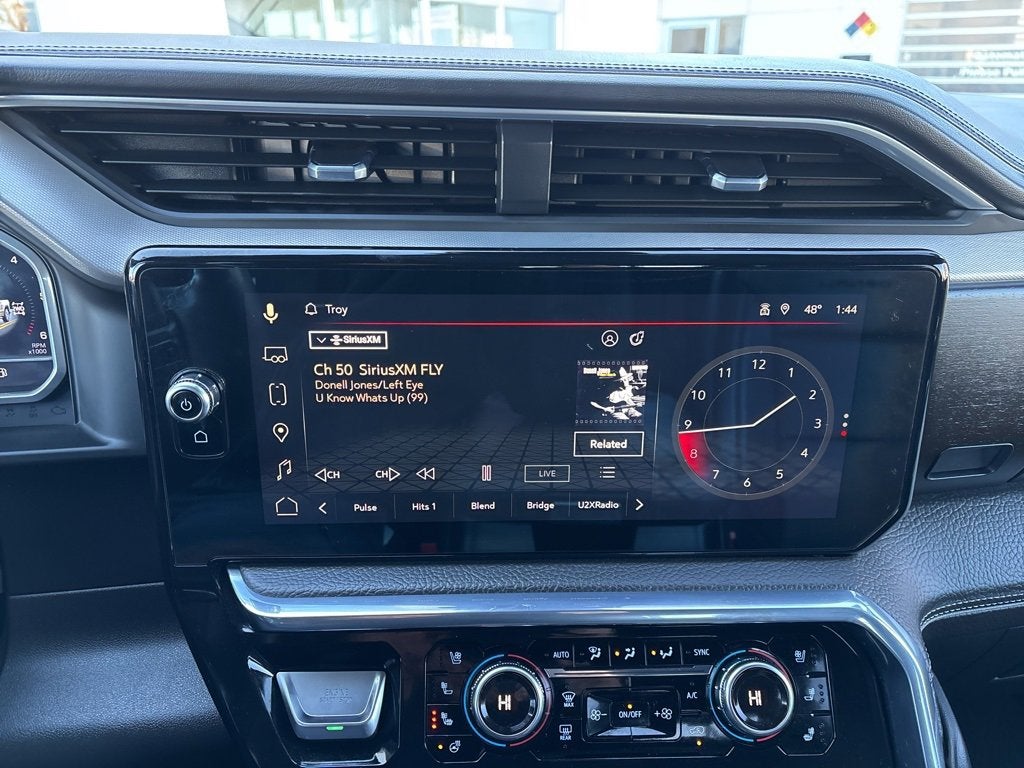 Troy
48° 1:44
SiriusXM
Ch 50 SiriusXM FLY
Donell Jones/Left Eye
U Know Whats Up (99)
Donell Jones
Related
CH
CH
LIVE
Pulse
Hits 1
Blend
Bridge
U2XRadio
12
1
2
3
4
5
6
7
8
9
10
11
4
6
RPM
x1000
AUTO
SYNC
HI
MAX
REAR
ON/OFF
A/C
HI